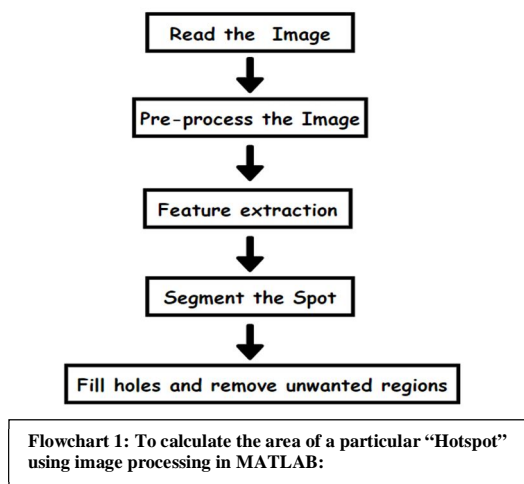 Read the Image
Pre-process the Image
Feature extraction
Segment the Spot
Fill holes and remove unwanted regions
Flowchart 1: To calculate the area of a particular “Hotspot”
using image processing in MATLAB: